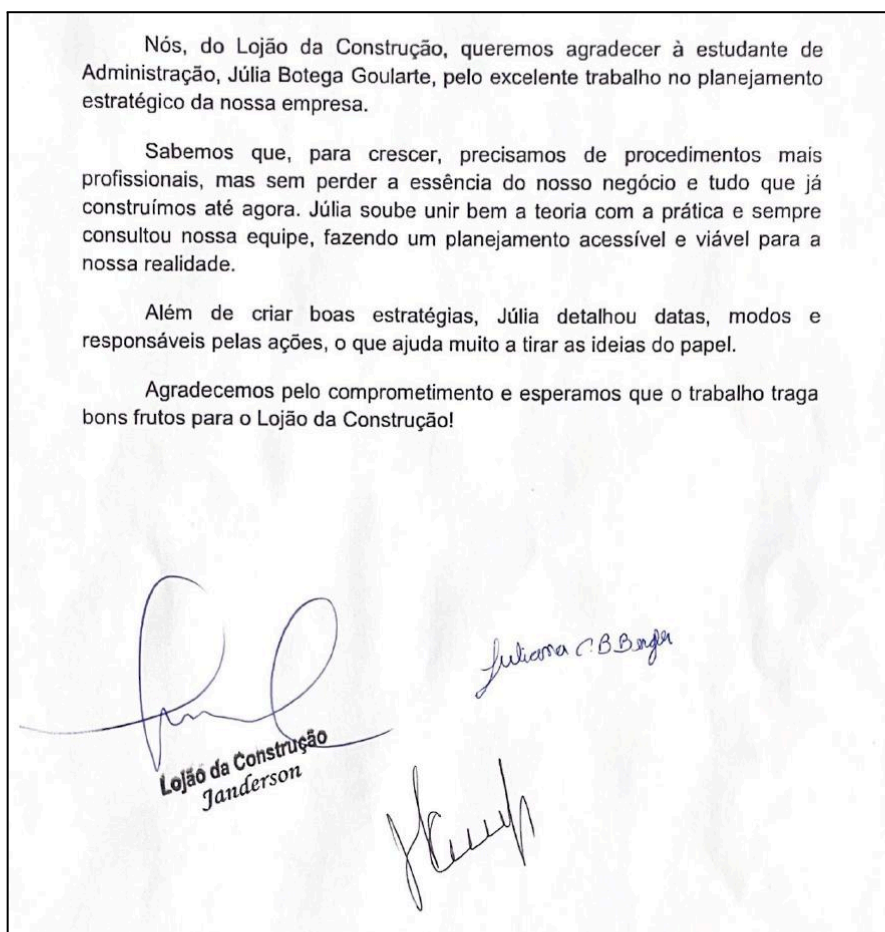 Nós, do Lojão da Construção, queremos agradecer à estudante de
Administração, Júlia Botega Goularte, pelo excelente trabalho no planejamento
estratégico da nossa empresa.
Sabemos que, para crescer, precisamos de procedimentos mais
profissionais, mas sem perder a essência do nosso negócio e tudo que já
construímos até agora. Júlia soube unir bem a teoria com a prática e sempre
consultou nossa equipe, fazendo um planejamento acessível e viável para a
nossa realidade.
Além de criar boas estratégias, Júlia detalhou datas, modos e
responsáveis pelas ações, o que ajuda muito a tirar as ideias do papel.
Agradecemos pelo comprometimento e esperamos que o trabalho traga
bons frutos para o Lojão da Construção!
Juliana C.B.
Lojão da Construção
Janderson